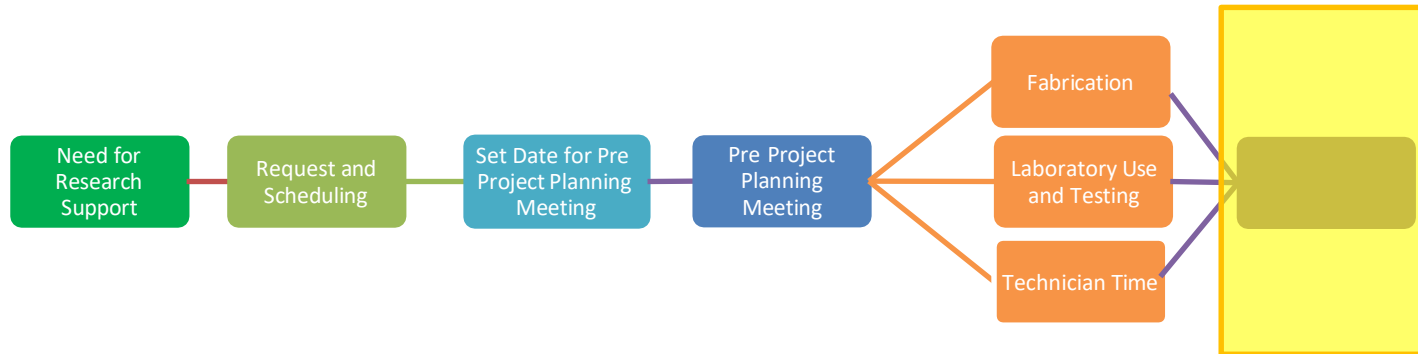 Need for
Research
Support
Request and
Scheduling
Set Date for Pre
Project Planning
Meeting
Pre Project
Planning
Meeting
Fabrication
Laboratory Use
and Testing
Technician Time